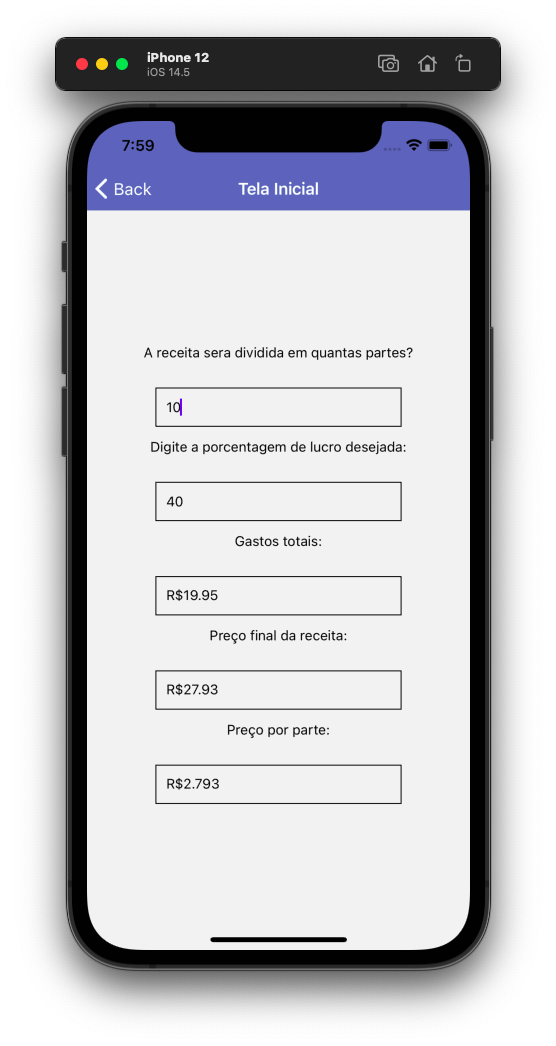 iPhone 12
iOS 14.5
7:59
Back
Tela Inicial
A receita sera dividida em quantas partes?
10
Digite a porcentagem de lucro desejada:
40
Gastos totais:
R$19.95
Preço final da receita:
R$27.93
Preço por parte:
R$2.793